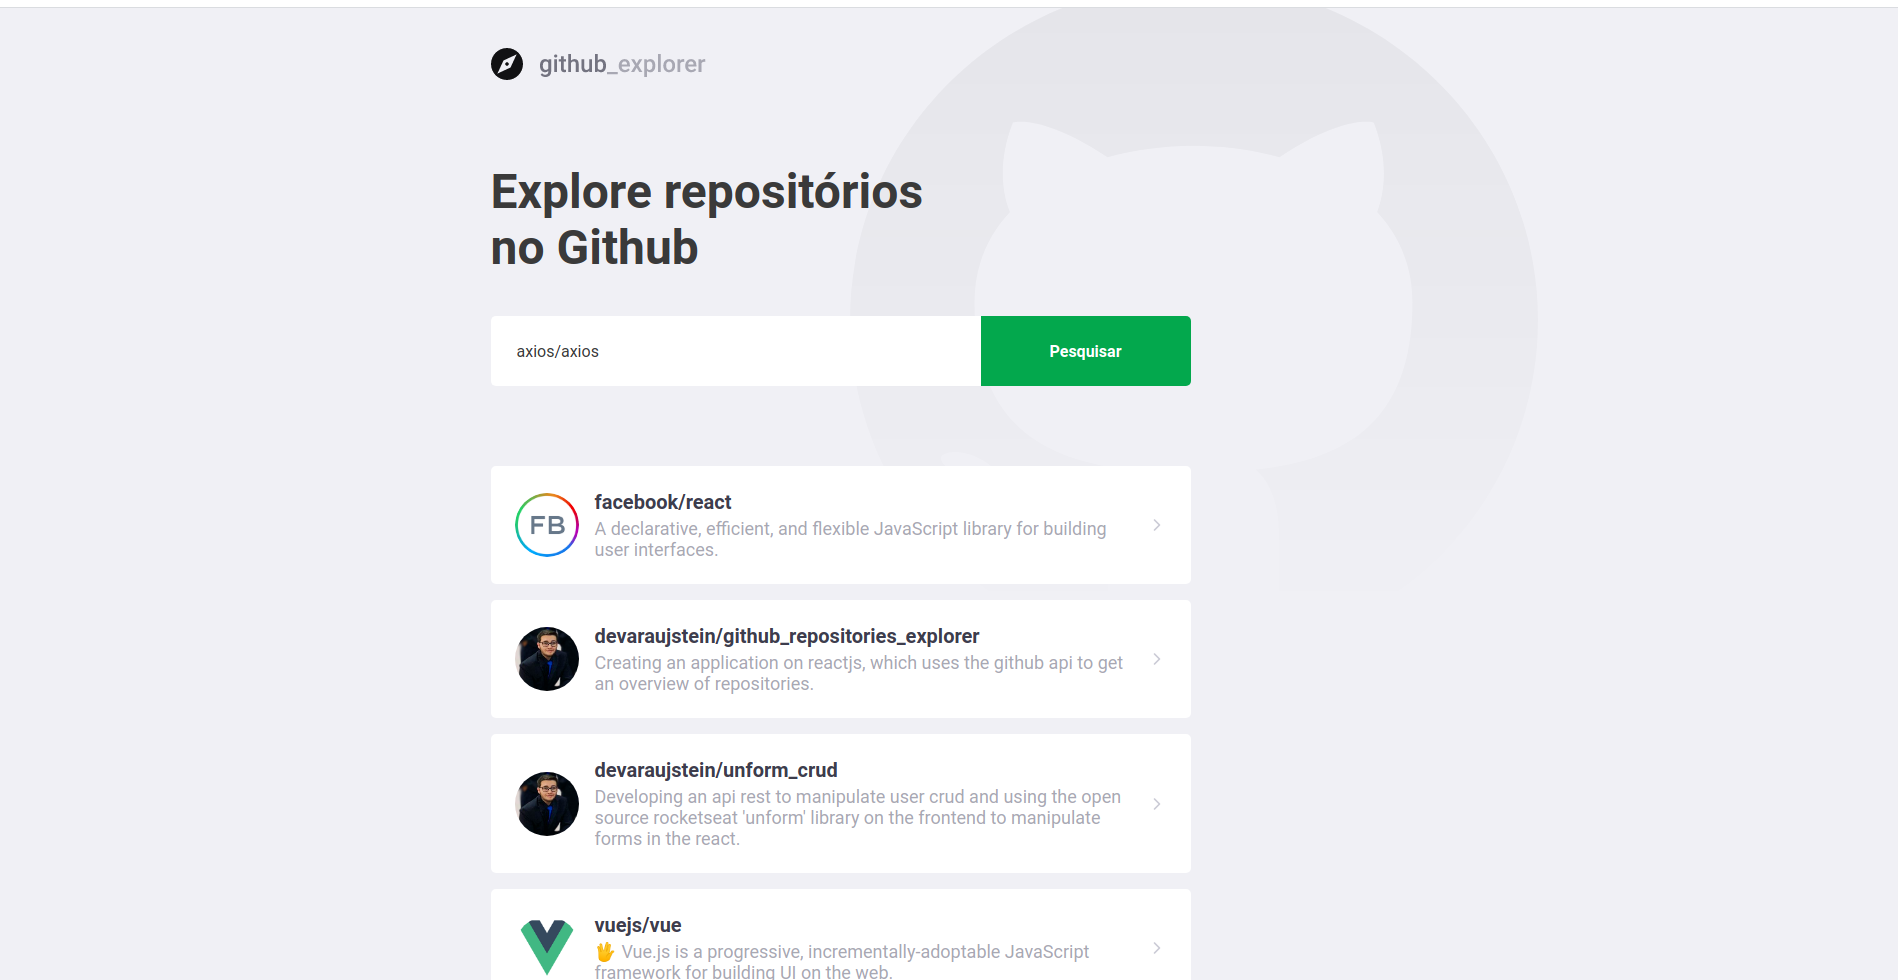 github_explorer
Explore repositórios
no Github
axios/axios
Pesquisar
FB
facebook/react
A declarative, efficient, and flexible JavaScript library for building
user interfaces.
devaraujstein/github_repositories_explorer
Creating an application on reactjs, which uses the github api to get
an overview of repositories.
devaraujstein/unform_crud
Developing an api rest to manipulate user crud and using the open
source rocketseat 'unform' library on the frontend to manipulate
forms in the react.
vuejs/vue
🖖 Vue.js is a progressive, incrementally-adoptable JavaScript
framework for building UI on the web.